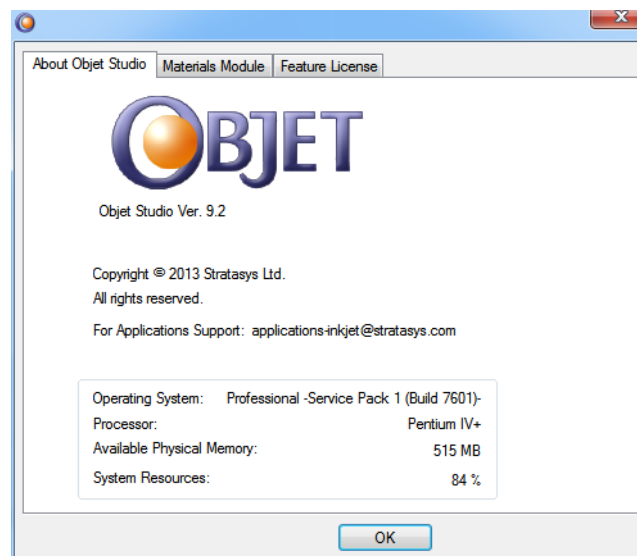 X
About Objet Studio Materials Module Feature License
OBJET
Objet Studio Ver. 9.2
Copyright © 2013 Stratasys Ltd.
All rights reserved.
For Applications Support: applications-inkjet@stratasys.com
Operating System: Professional -Service Pack 1 (Build 7601)-
Processor: Pentium IV+
Available Physical Memory: 515 MB
System Resources: 84 %
OK